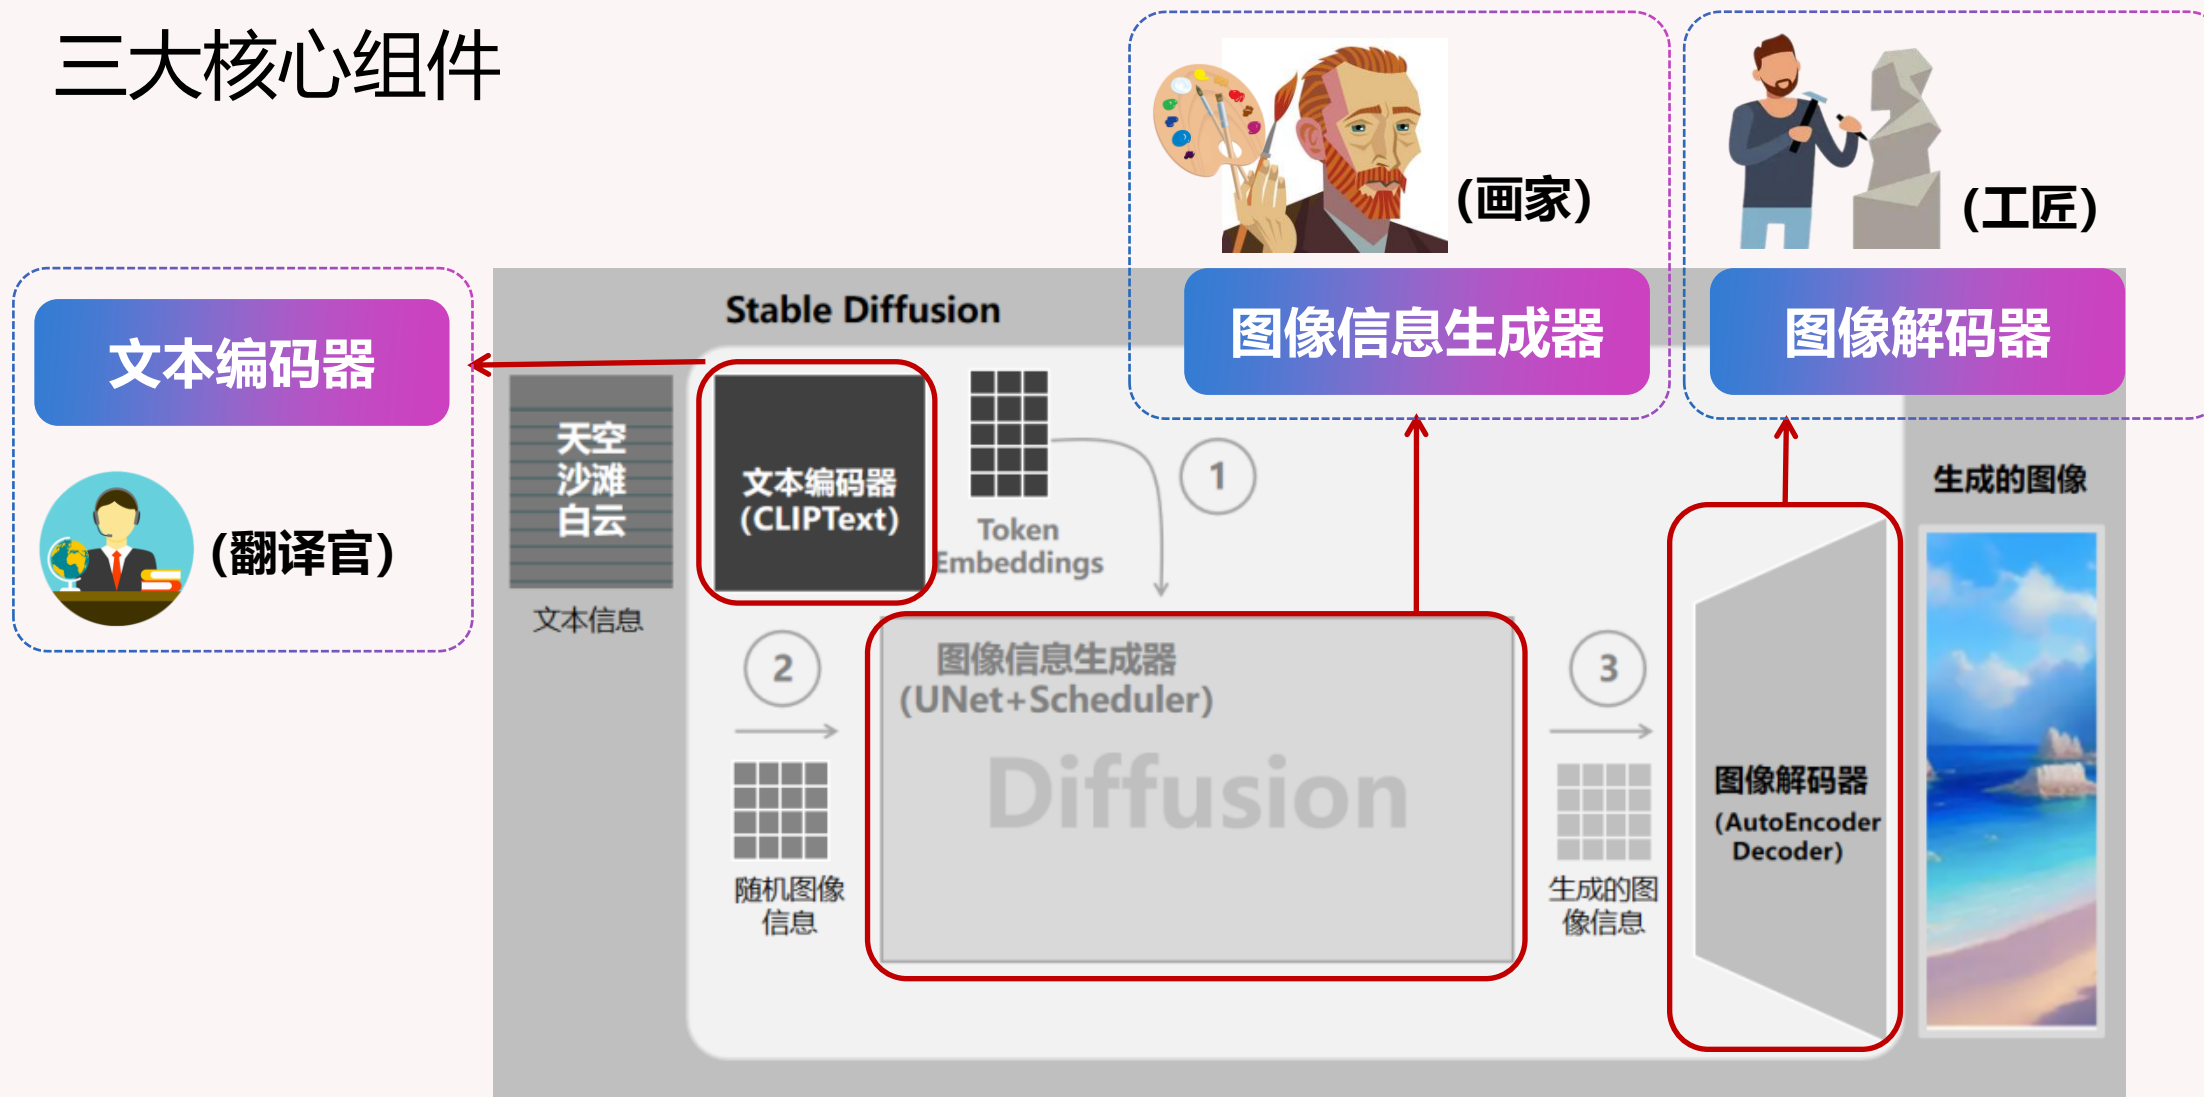 三大核心组件
(画家)
(工匠)
文本编码器
(翻译官)
Stable Diffusion
图像信息生成器
图像解码器
天空
沙滩
白云
文本信息
文本编码器
(CLIPText)
Token
Embeddings
1
2
随机图像
信息
图像信息生成器
(UNet+Scheduler)
Diffusion
3
生成的图
像信息
图像解码器
(AutoEncoder
Decoder)
生成的图像